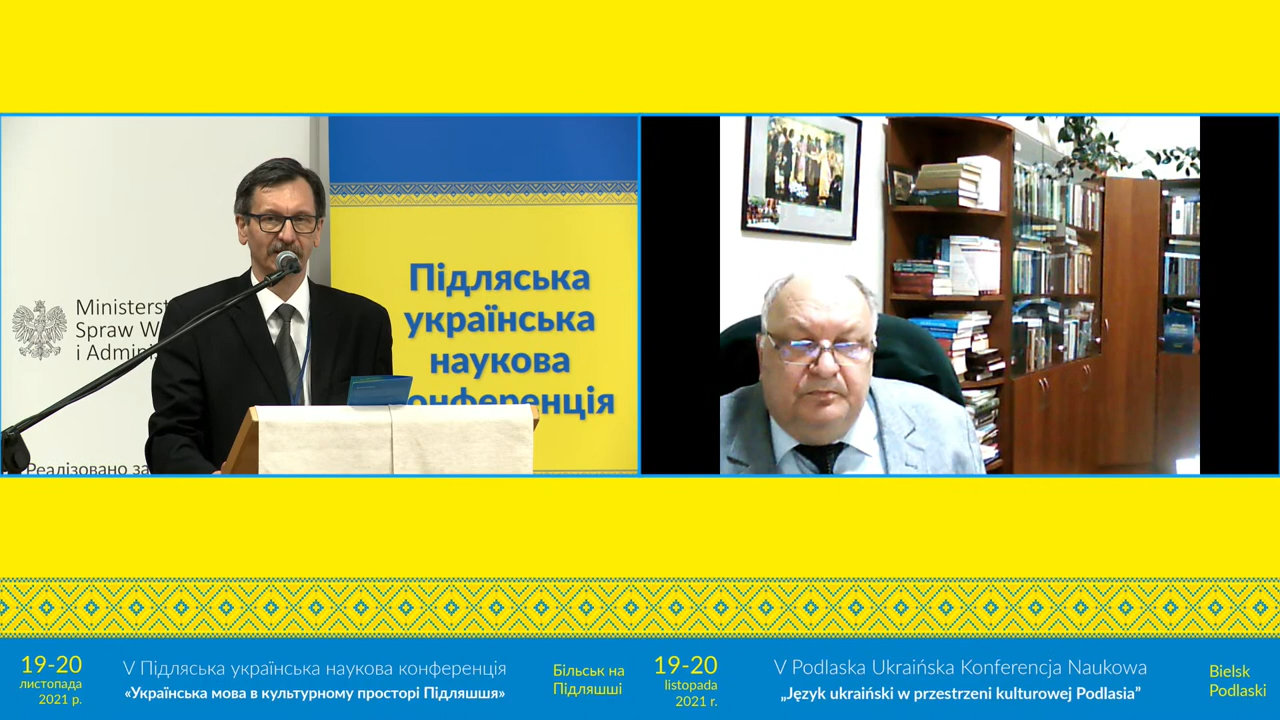 Ministerst
Spraw W
i Admini
Реалізовано за
Підляська
українська
наукова
конференція
19-20
листопада
2021 р.
V Підляська українська наукова конференція
«Українська мова в культурному просторі Підляшшя»
Більськ на
Підляшші
19-20
listopada
2021 r.
V Podlaska Ukraińska Konferencja Naukowa
„Język ukraiński w przestrzeni kulturowej Podlasia”
Bielsk
Podlaski